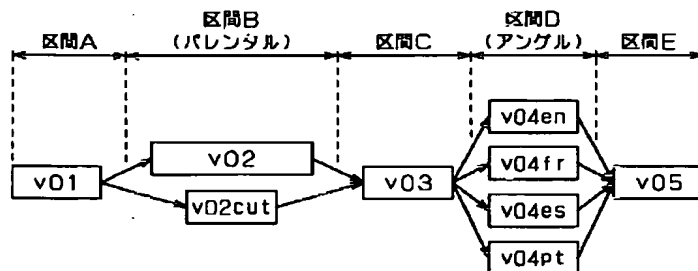 区間A
区間B
(パレンタル)
区間C
区間D
(アングル)
区間E
v01
v02
v02cut
v03
v04en
v04fr
v04es
v04pt
v05